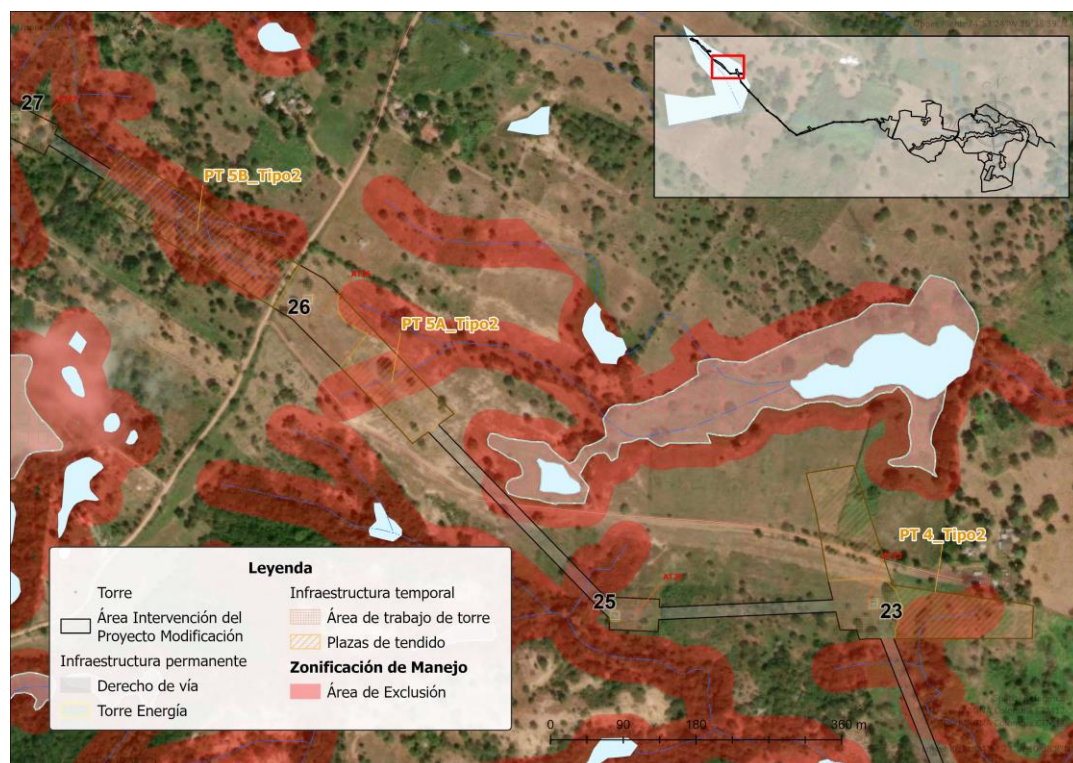 27
PT 5B_Tipo2
26
PT 5A_Tipo2
25
PT 4_Tipo2
23
Leyenda
Torre
Área Intervención del
Proyecto Modificación
Infraestructura permanente
Derecho de vía
Torre Energía
Infraestructura temporal
Área de trabajo de torre
Plazas de tendido
Zonificación de Manejo
Área de Exclusión
0 90 180 360 m